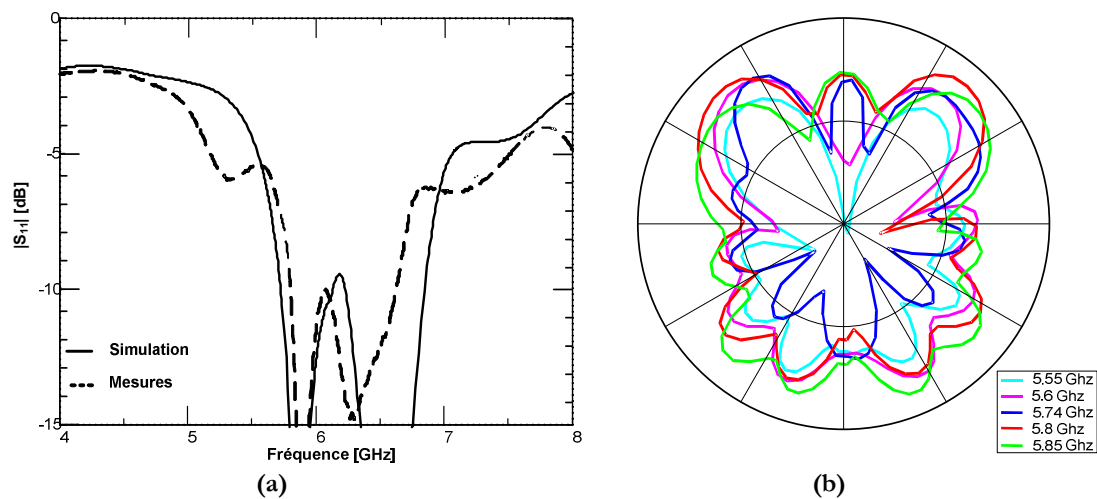 0
-5
-10
-15
|S₁₁| [dB]
Simulation
Mesures
4
5
6
7
8
Fréquence [GHz]
(a)
5,55 Ghz
5.6 Ghz
5.74 Ghz
5.8 Ghz
5.85 Ghz
(b)